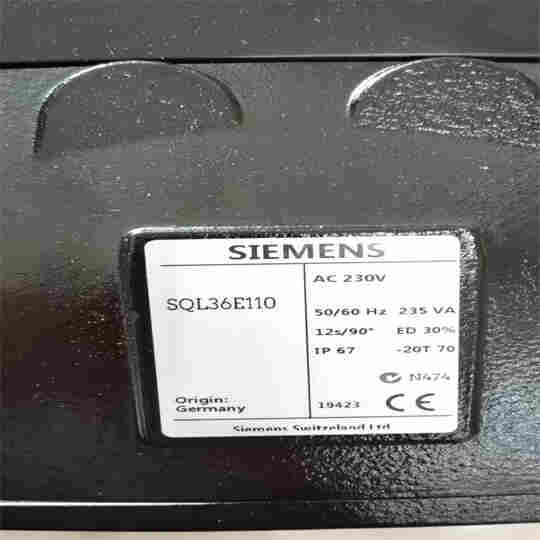 SIEMENS
SQL36E110
AC 230V
50/60 Hz 235 VA
12s/90° ED 30%
IP 67 -20T 70
N474
Origin:
Germany
19423 CE
Siemens Switzerland Ltd